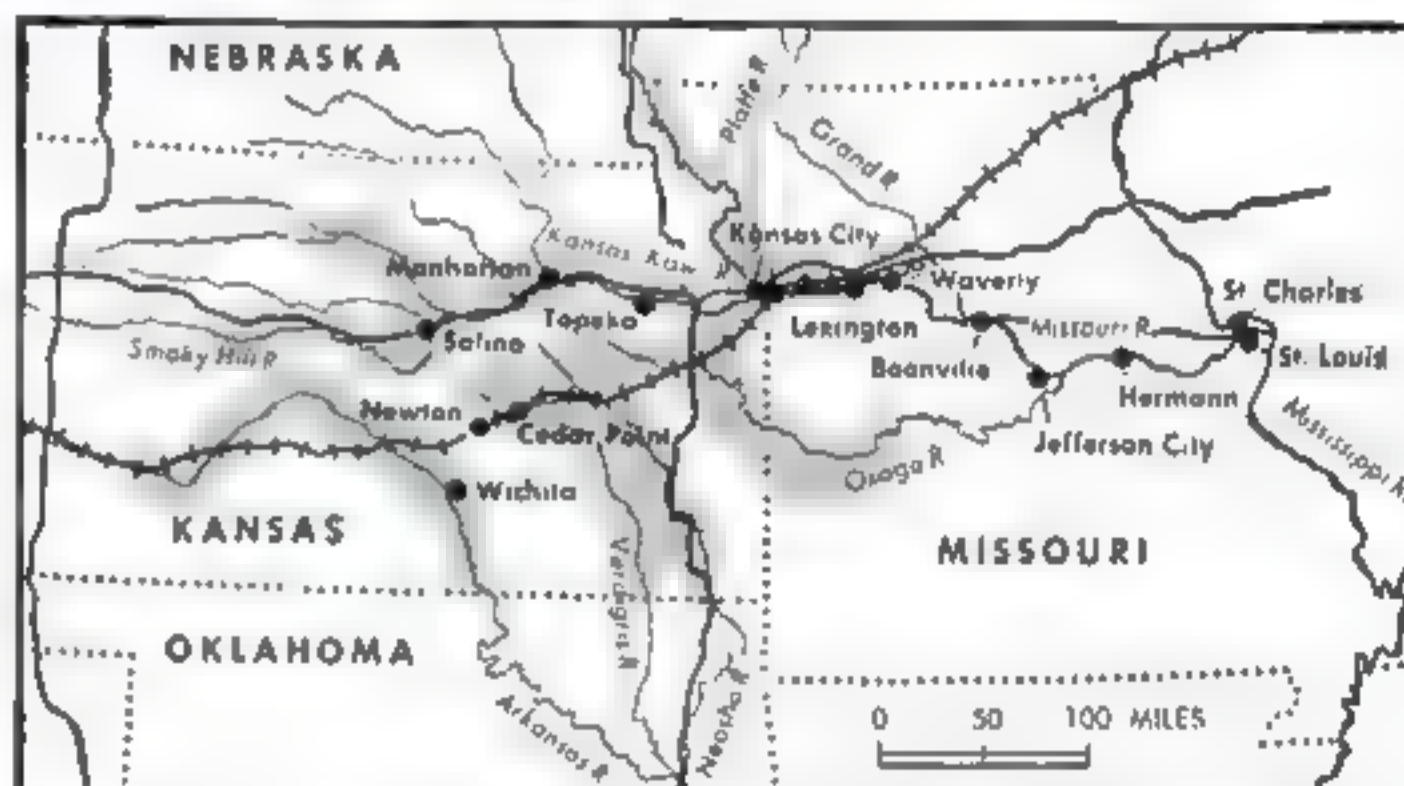 NEBRASKA
Platte R
Grand R
Kansas City
Kansas Kaw
Manhattan
Waverly
St Charles
Topeka
Lexington
Missouri R
Salina
St. Louis
Smoky Hill R
Boonville
Hermann
Newton
Cedar Point
Jefferson City
Mississippi R
Osage R
Wichita
KANSAS
MISSOURI
Verdigris R
OKLAHOMA
Neosho R
Arkansas R
0 50 100 MILES